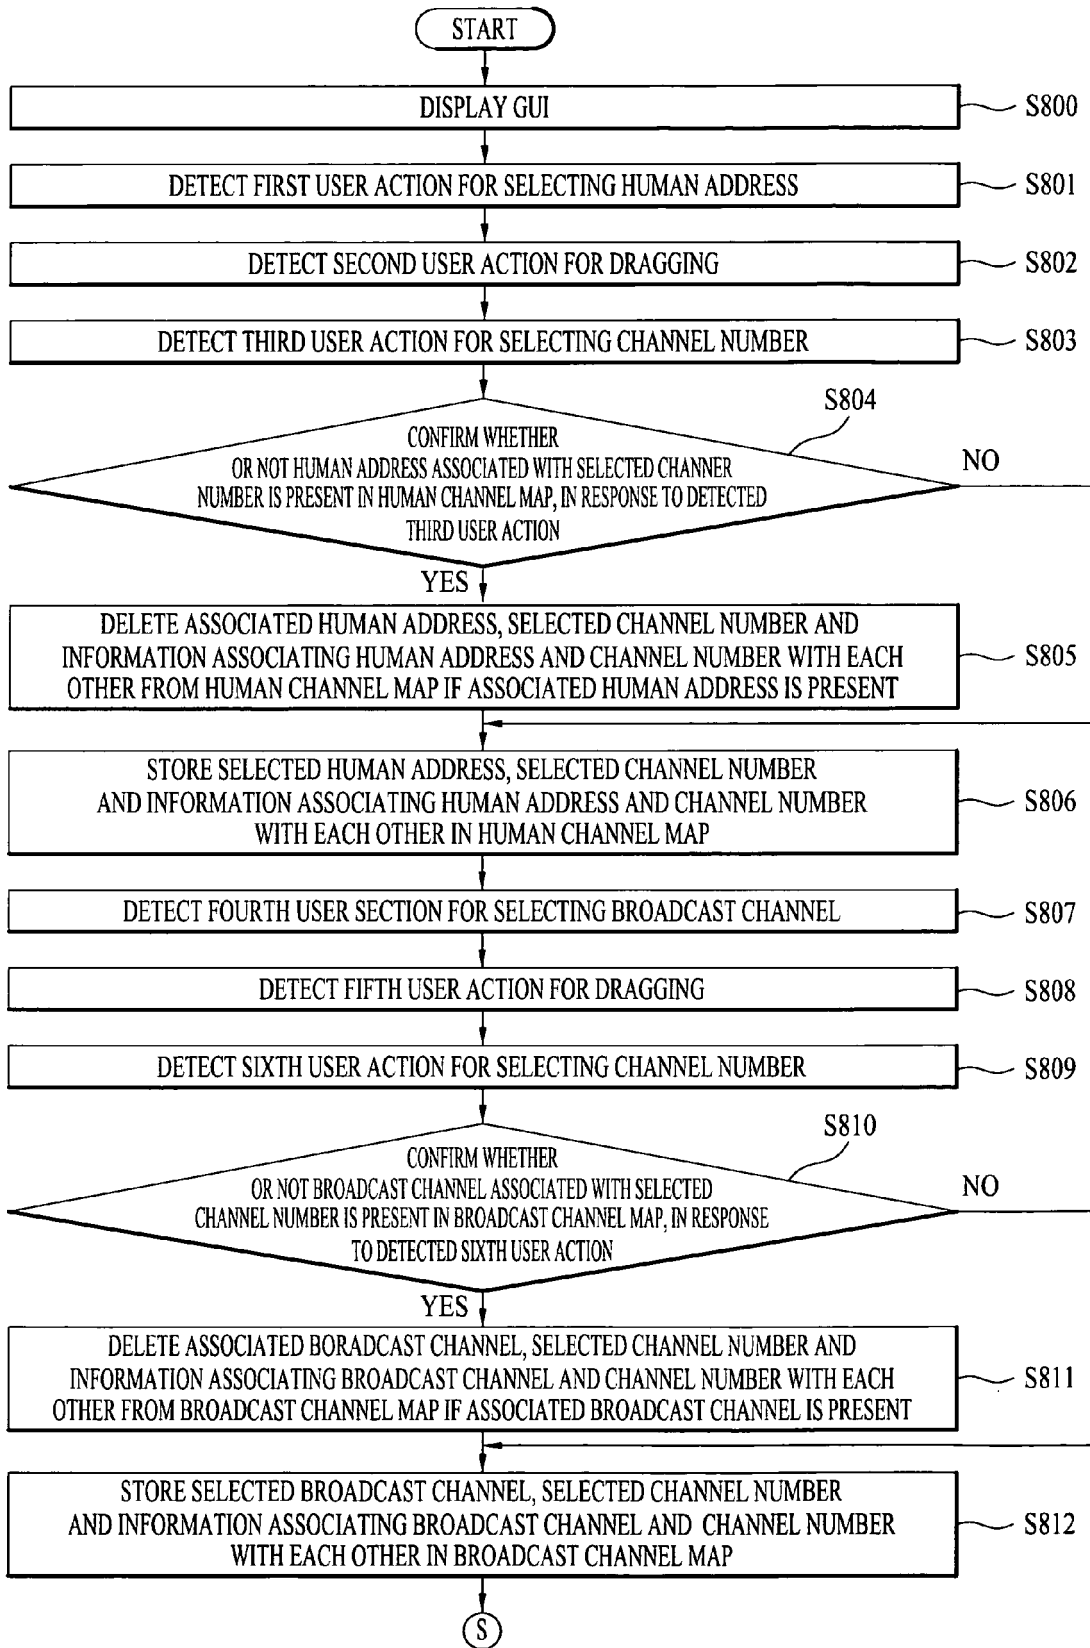 START
DISPLAY GUI
S800
DETECT FIRST USER ACTION FOR SELECTING HUMAN ADDRESS
S801
DETECT SECOND USER ACTION FOR DRAGGING
S802
DETECT THIRD USER ACTION FOR SELECTING CHANNEL NUMBER
S803
S804
CONFIRM WHETHER
OR NOT HUMAN ADDRESS ASSOCIATED WITH SELECTED CHANNER
NUMBER IS PRESENT IN HUMAN CHANNEL MAP, IN RESPONSE TO DETECTED
THIRD USER ACTION
NO
YES
DELETE ASSOCIATED HUMAN ADDRESS, SELECTED CHANNEL NUMBER AND
INFORMATION ASSOCIATING HUMAN ADDRESS AND CHANNEL NUMBER WITH EACH
OTHER FROM HUMAN CHANNEL MAP IF ASSOCIATED HUMAN ADDRESS IS PRESENT
S805
STORE SELECTED HUMAN ADDRESS, SELECTED CHANNEL NUMBER
AND INFORMATION ASSOCIATING HUMAN ADDRESS AND CHANNEL NUMBER
WITH EACH OTHER IN HUMAN CHANNEL MAP
S806
DETECT FOURTH USER SECTION FOR SELECTING BROADCAST CHANNEL
S807
DETECT FIFTH USER ACTION FOR DRAGGING
S808
DETECT SIXTH USER ACTION FOR SELECTING CHANNEL NUMBER
S809
S810
CONFIRM WHETHER
OR NOT BROADCAST CHANNEL ASSOCIATED WITH SELECTED
CHANNEL NUMBER IS PRESENT IN BROADCAST CHANNEL MAP, IN RESPONSE
TO DETECTED SIXTH USER ACTION
NO
YES
DELETE ASSOCIATED BORADCAST CHANNEL, SELECTED CHANNEL NUMBER AND
INFORMATION ASSOCIATING BROADCAST CHANNEL AND CHANNEL NUMBER WITH EACH
OTHER FROM BROADCAST CHANNEL MAP IF ASSOCIATED BROADCAST CHANNEL IS PRESENT
S811
STORE SELECTED BROADCAST CHANNEL, SELECTED CHANNEL NUMBER
AND INFORMATION ASSOCIATING BROADCAST CHANNEL AND CHANNEL NUMBER
WITH EACH OTHER IN BROADCAST CHANNEL MAP
S812
S